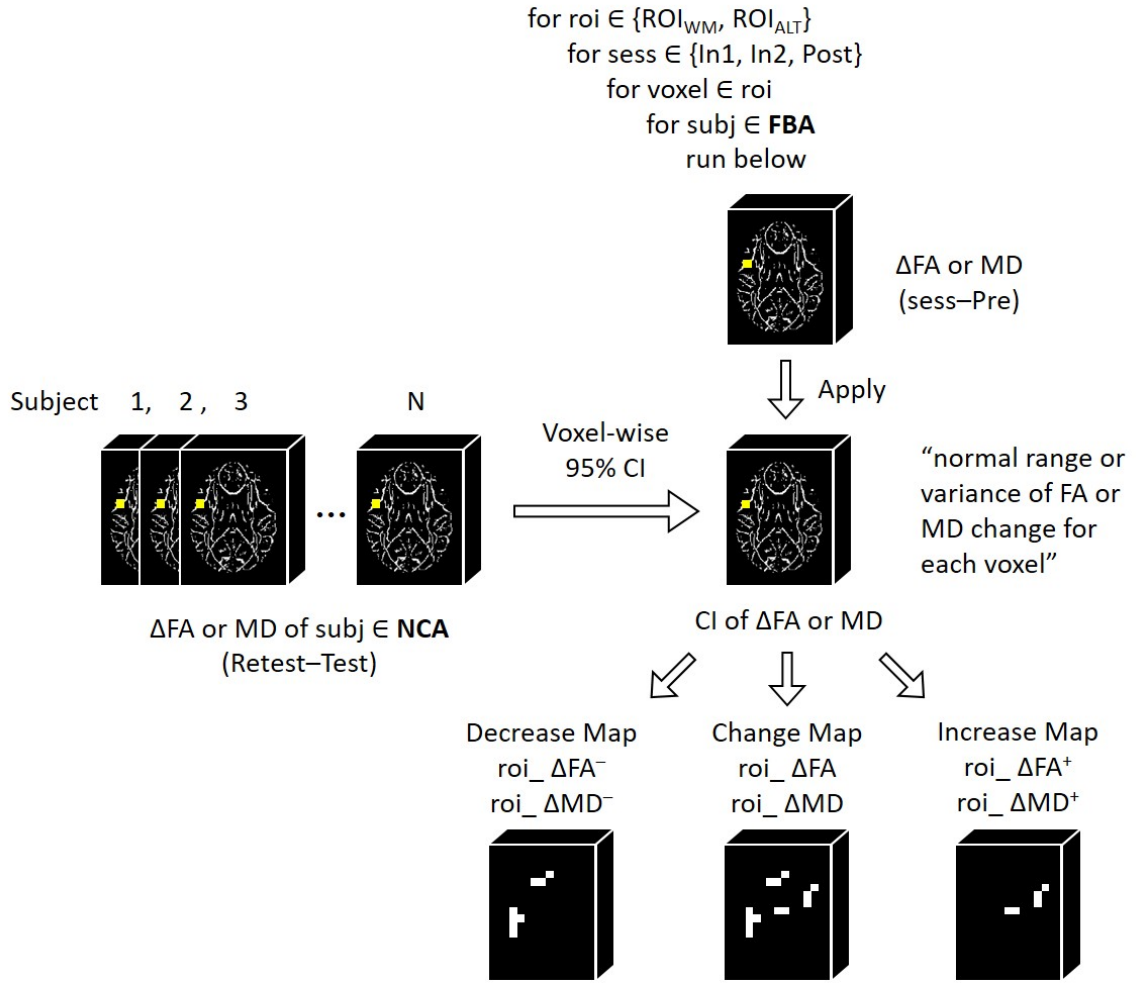 for roi ∈ {ROI_WM, ROI_ALT}
for sess ∈ {In1, In2, Post}
for voxel ∈ roi
for subj ∈ FBA
run below
ΔFA or MD
(sess–Pre)
Apply
Subject 1, 2 , 3 N
Voxel-wise
95% CI
...
"normal range or
variance of FA or
MD change for
each voxel"
ΔFA or MD of subj ∈ NCA
(Retest–Test)
CI of ΔFA or MD
Decrease Map
roi_ ΔFA⁻
roi_ ΔMD⁻
Change Map
roi_ ΔFA
roi_ ΔMD
Increase Map
roi_ ΔFA⁺
roi_ ΔMD⁺